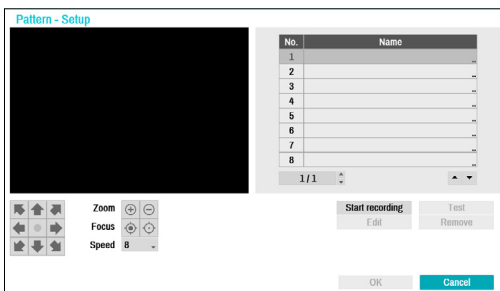 Pattern - Setup
No. Name
1 ..
2 ..
3 ..
4 ..
5 ..
6 ..
7 ..
8 ..
1/1
Zoom
Focus
Speed 8
Start recording Test
Edit Remove
OK Cancel